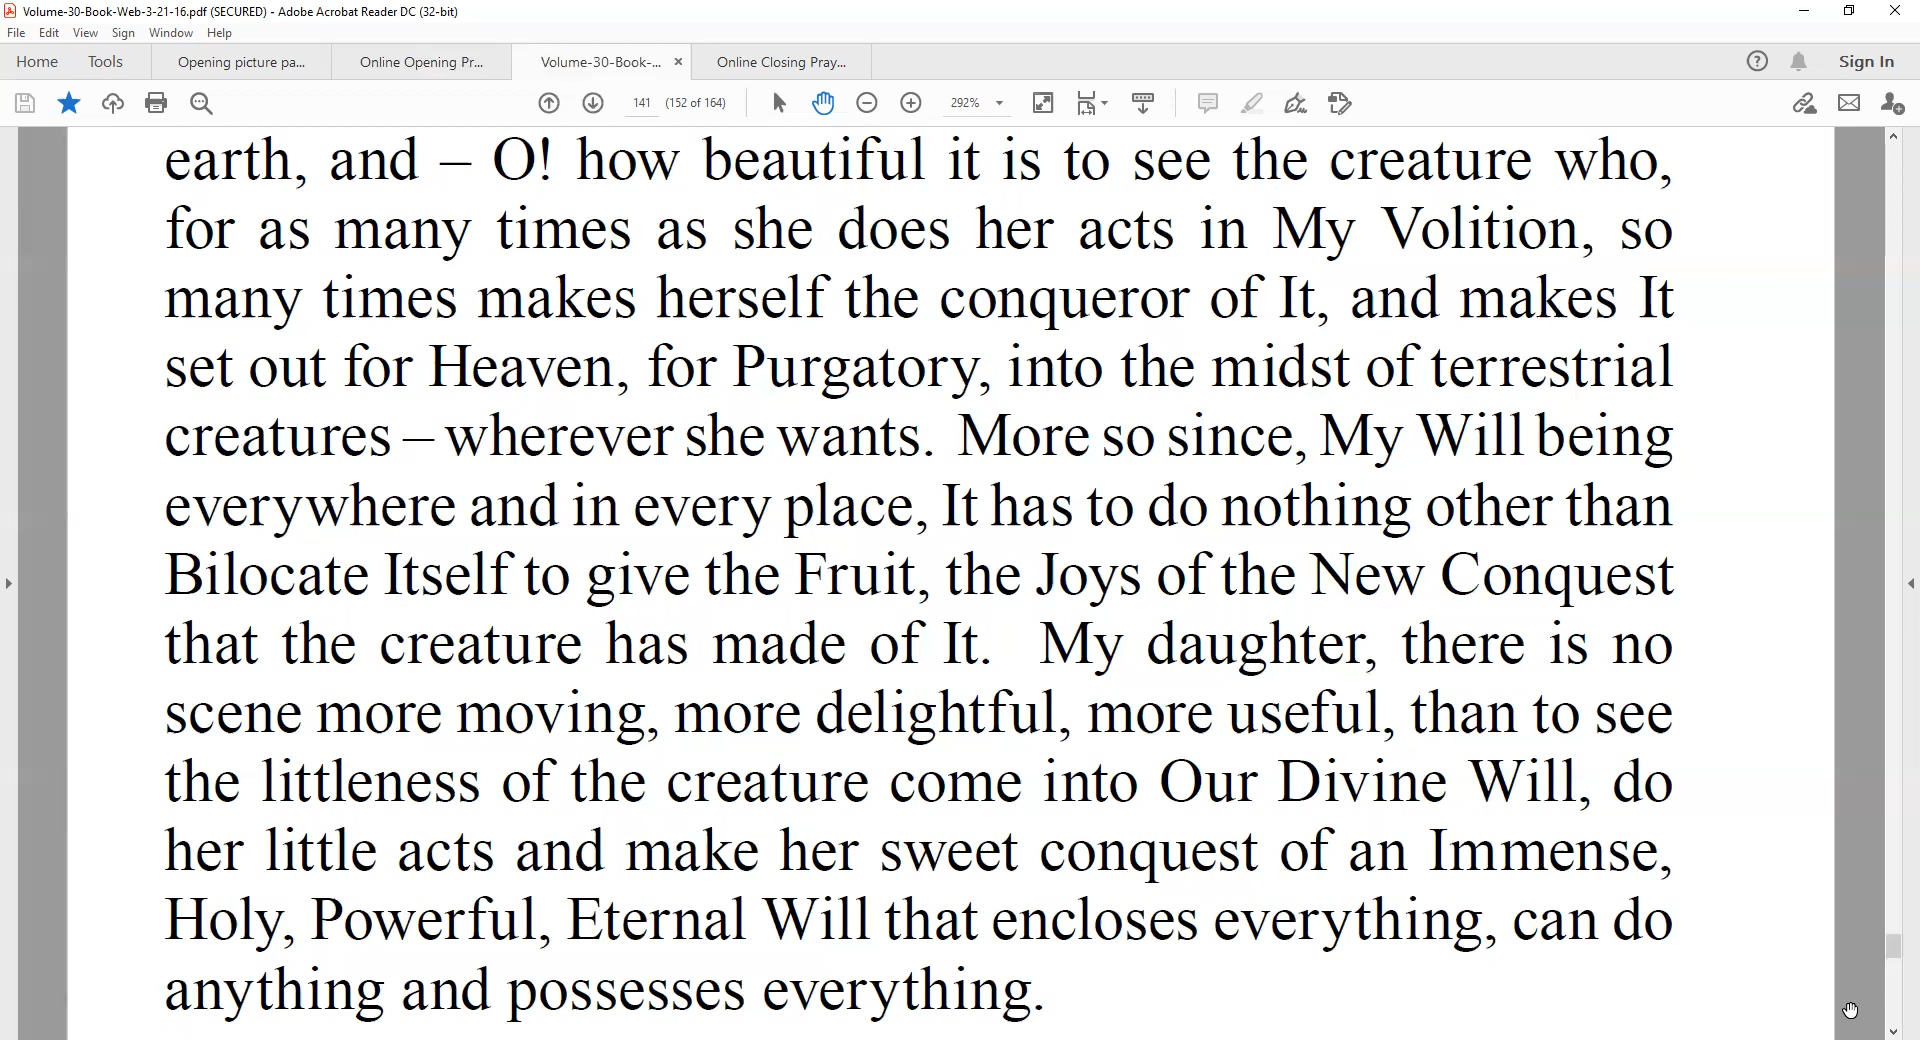 Volume-30-Book-Web-3-21-16.pdf (SECURED) - Adobe Acrobat Reader DC (32-bit)
File Edit View Sign Window Help
Home Tools Opening picture pa... Online Opening Pr... Volume-30-Book-... × Online Closing Pray... Sign In
141 (152 of 164) 292%
earth, and – O! how beautiful it is to see the creature who,
for as many times as she does her acts in My Volition, so
many times makes herself the conqueror of It, and makes It
set out for Heaven, for Purgatory, into the midst of terrestrial
creatures – wherever she wants. More so since, My Will being
everywhere and in every place, It has to do nothing other than
Bilocate Itself to give the Fruit, the Joys of the New Conquest
that the creature has made of It. My daughter, there is no
scene more moving, more delightful, more useful, than to see
the littleness of the creature come into Our Divine Will, do
her little acts and make her sweet conquest of an Immense,
Holy, Powerful, Eternal Will that encloses everything, can do
anything and possesses everything.